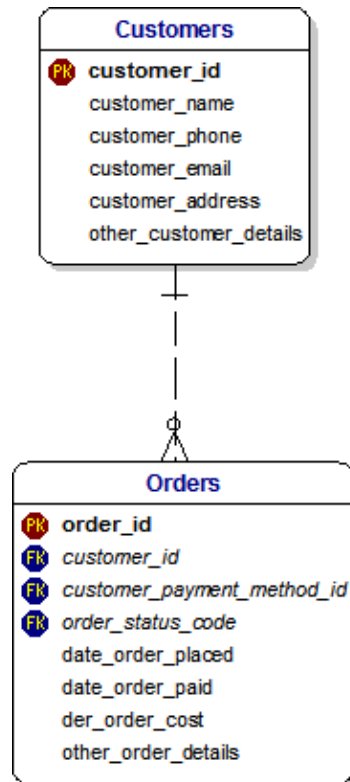 Customers
PK customer_id
customer_name
customer_phone
customer_email
customer_address
other_customer_details
Orders
PK order_id
FK customer_id
FK customer_payment_method_id
FK order_status_code
date_order_placed
date_order_paid
der_order_cost
other_order_details